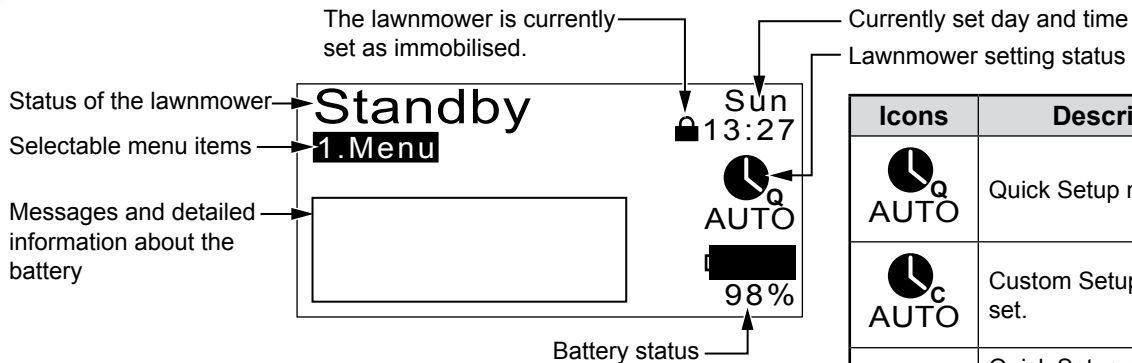 The lawnmower is currently
set as immobilised.
Currently set day and time
Lawnmower setting status
Status of the lawnmower
Selectable menu items
Messages and detailed
information about the
battery
Standby
1.Menu
Sun
13:27
Q
AUTO
98%
Battery status
Icons
Q
AUTO
Quick Setup
C
AUTO
Custom Setup
set.